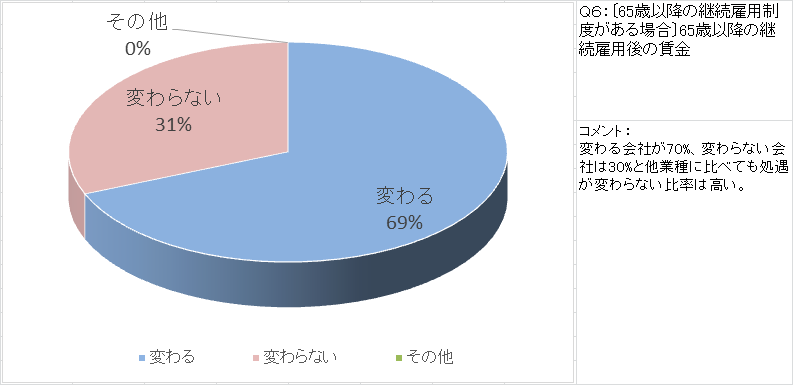 その他
0%
変わらない
31%
変わる
69%
変わる 変わらない その他
Q6：〔65歳以降の継続雇用制
度がある場合〕65歳以降の継
続雇用後の賃金
コメント：
変わる会社が70%、変わらない会
社は30%と他業種に比べても処遇
が変わらない比率は高い。